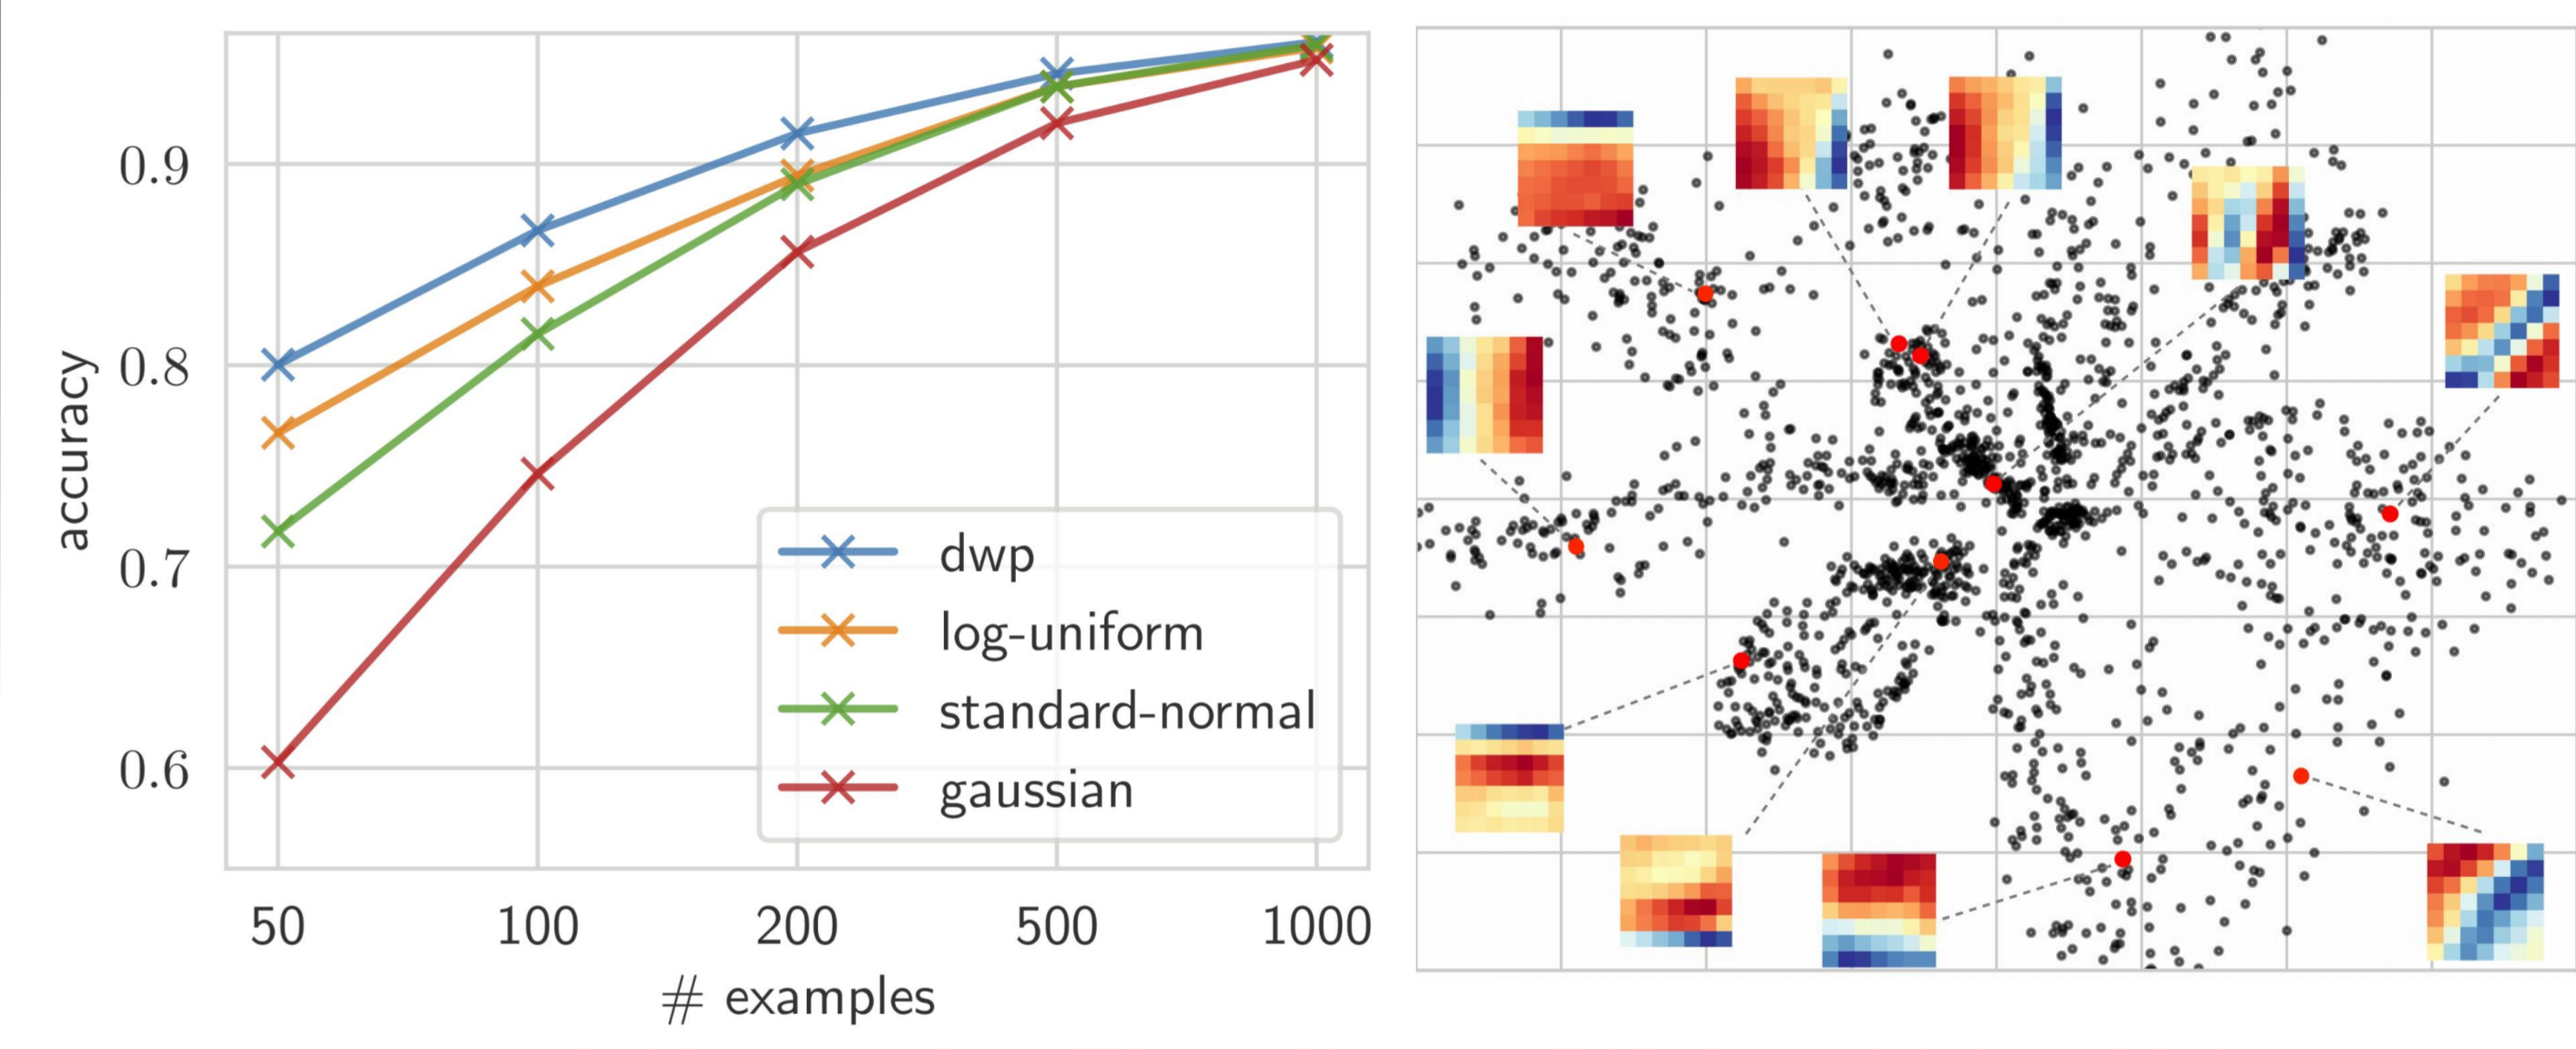 0.9
0.8
0.7
0.6
accuracy
dwp
log-uniform
standard-normal
gaussian
50 100 200 500 1000
# examples